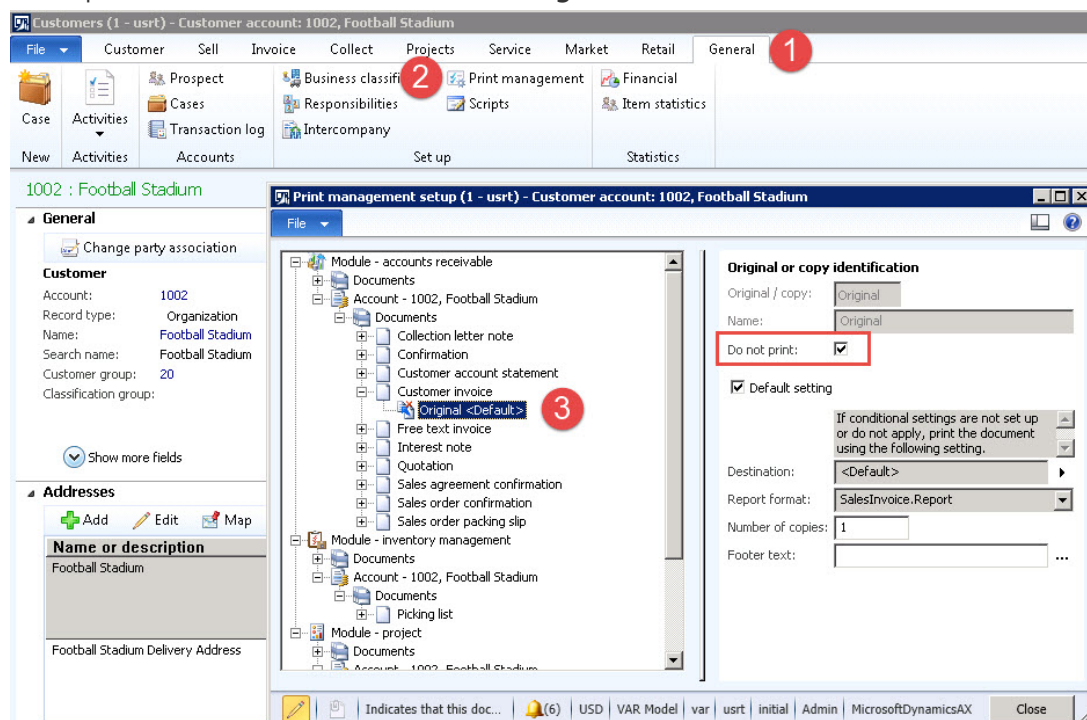 Customers (1 - usrt) - Customer account: 1002, Football Stadium
File Customer Sell Invoice Collect Projects Service Market Retail General 1
Case
New
Activities
Activities
Prospect
Cases
Transaction log
Accounts
Business classifi 2 Print management
Responsibilities Scripts
Intercompany
Set up
Financial
Item statistics
Statistics
1002 : Football Stadium
General
Change party association
Customer
Account: 1002
Record type: Organization
Name: Football Stadium
Search name: Football Stadium
Customer group: 20
Classification group:
Show more fields
Addresses
Add Edit Map
Name or description
Football Stadium
Football Stadium Delivery Address
Print management setup (1 - usrt) - Customer account: 1002, Football Stadium
File
Module - accounts receivable
Documents
Account - 1002, Football Stadium
Documents
Collection letter note
Confirmation
Customer account statement
Customer invoice
Original <Default> 3
Free text invoice
Interest note
Quotation
Sales agreement confirmation
Sales order confirmation
Sales order packing slip
Module - inventory management
Documents
Account - 1002, Football Stadium
Documents
Picking list
Module - project
Documents
Account - 1002, Football Stadium
Original or copy identification
Original / copy: Original
Name: Original
Do not print:
Default setting
If conditional settings are not set up
or do not apply, print the document
using the following setting.
Destination: <Default>
Report format: SalesInvoice.Report
Number of copies: 1
Footer text: ...
Indicates that this doc... (6) USD VAR Model var usrt initial Admin MicrosoftDynamicsAX Close